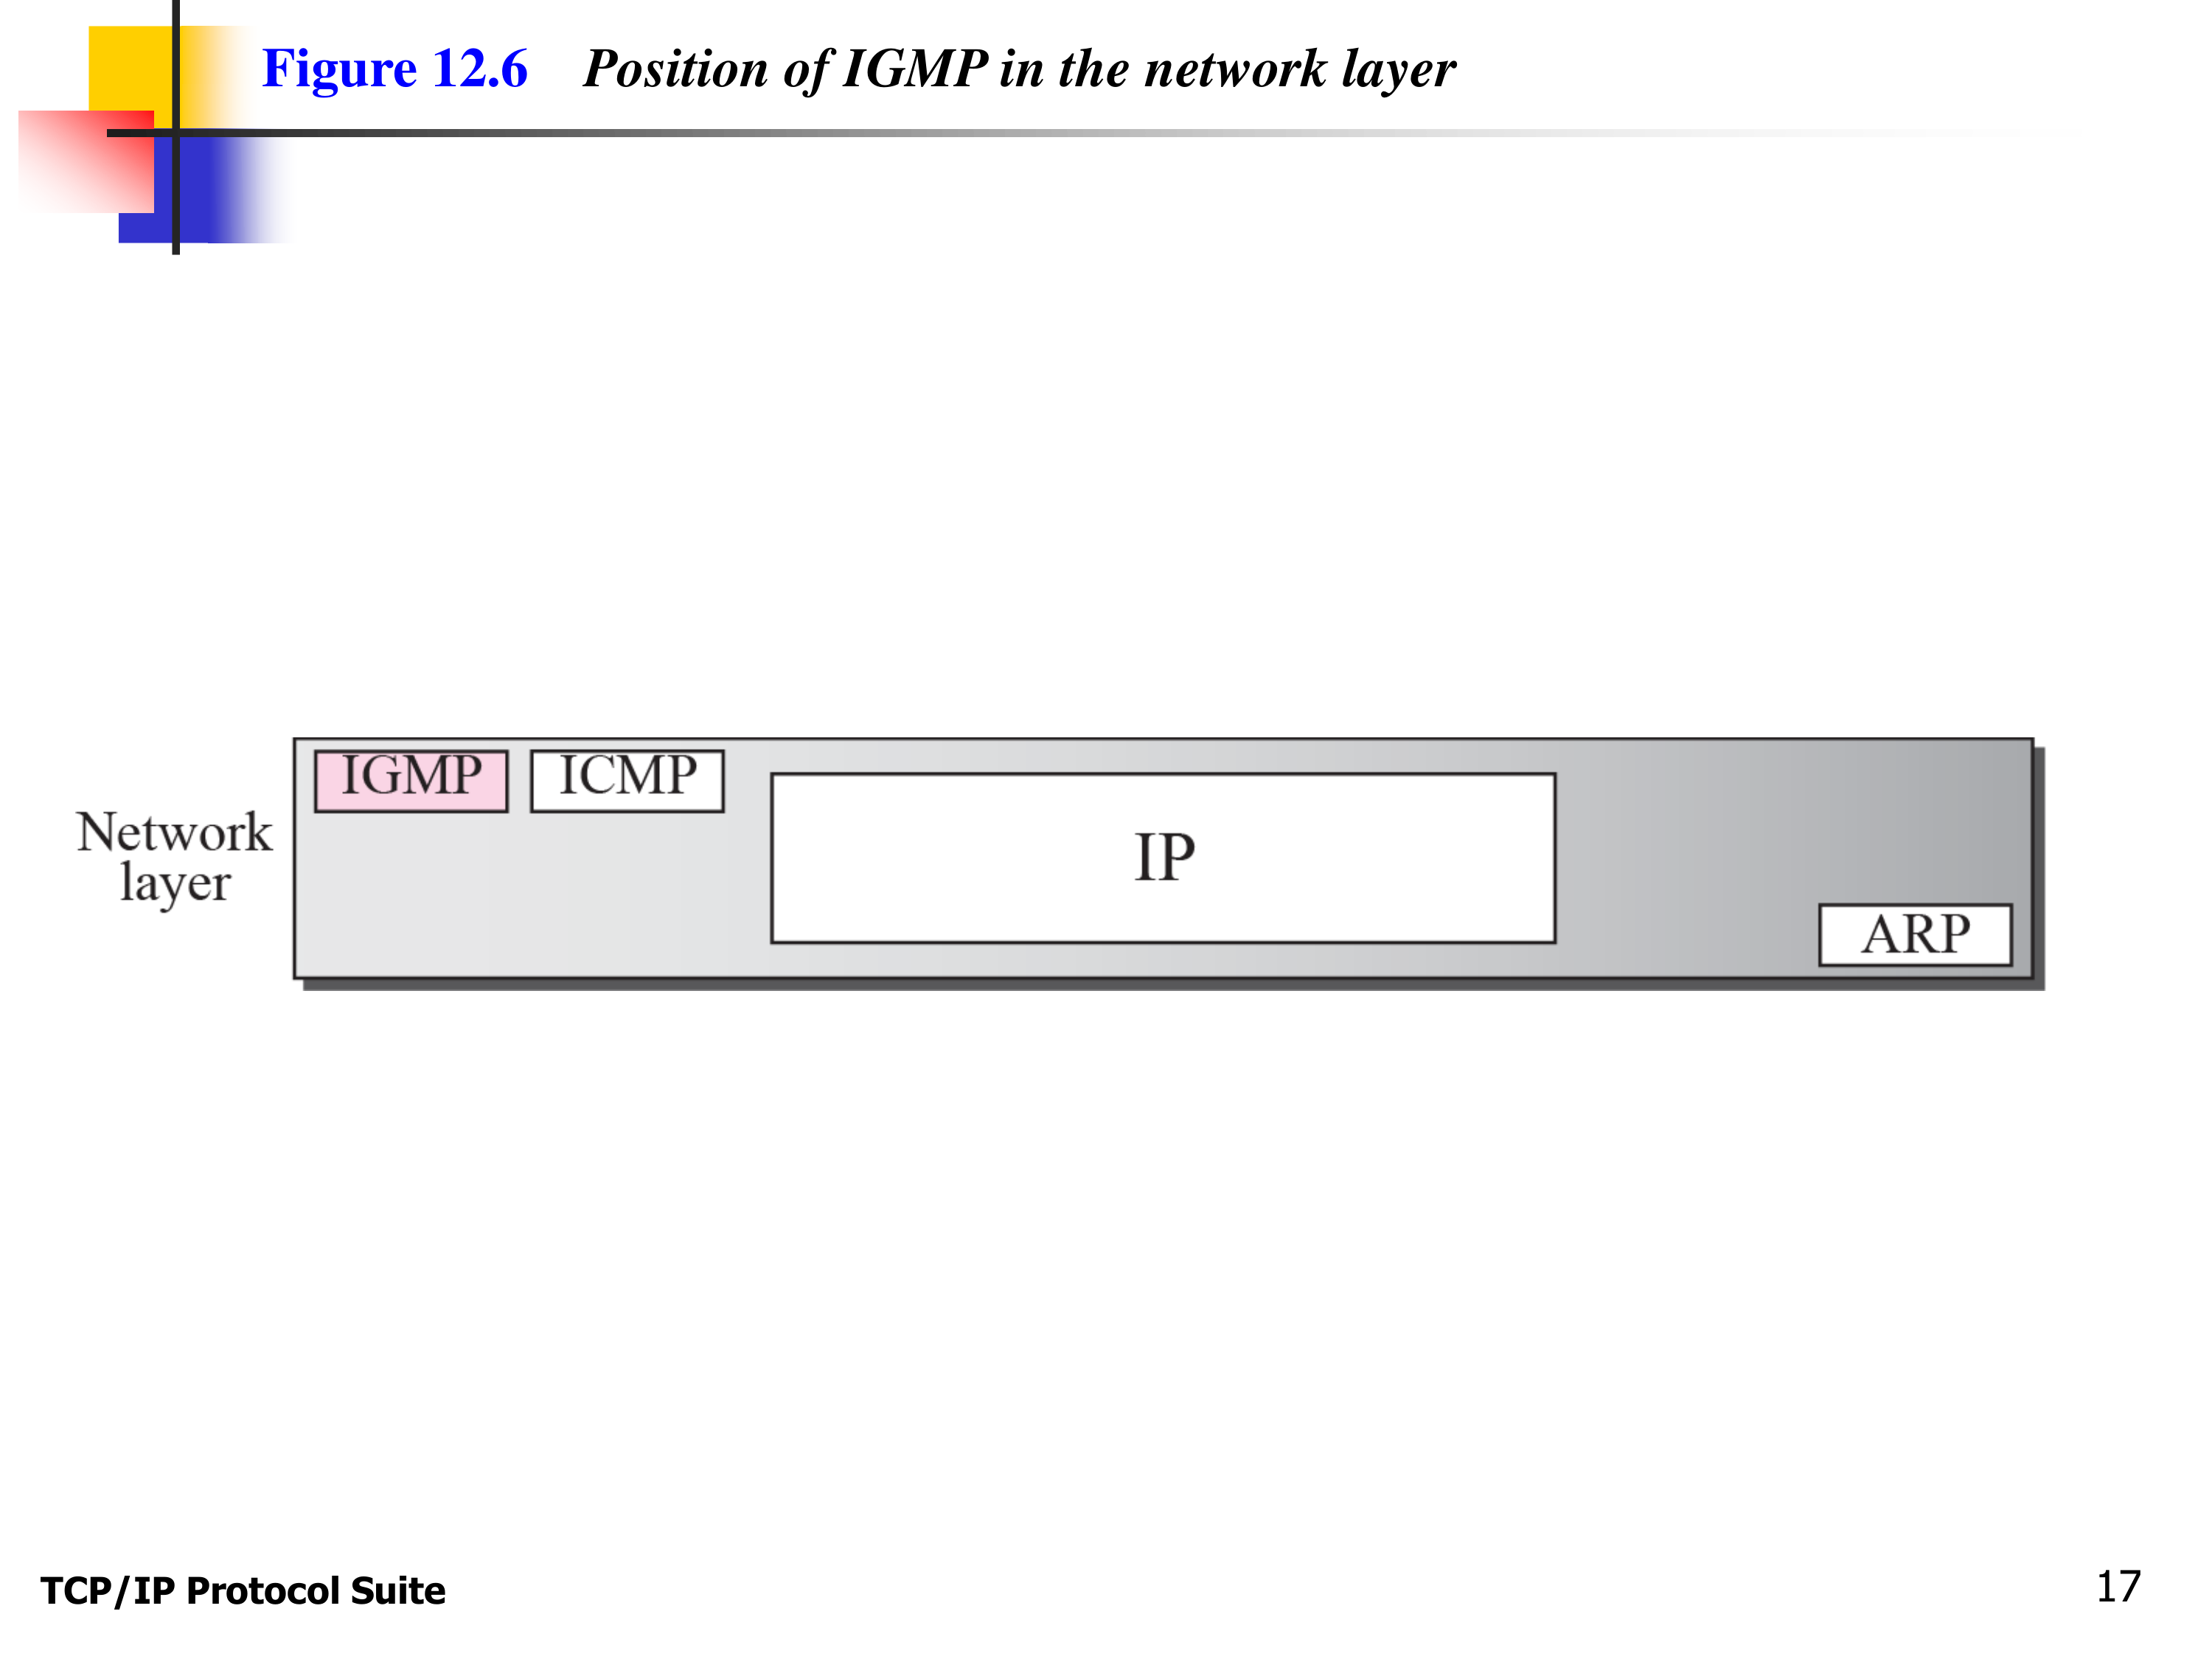 Figure 12.6 Position of IGMP in the network layer
IGMP ICMP
Network
layer
IP
ARP
TCP/IP Protocol Suite
17